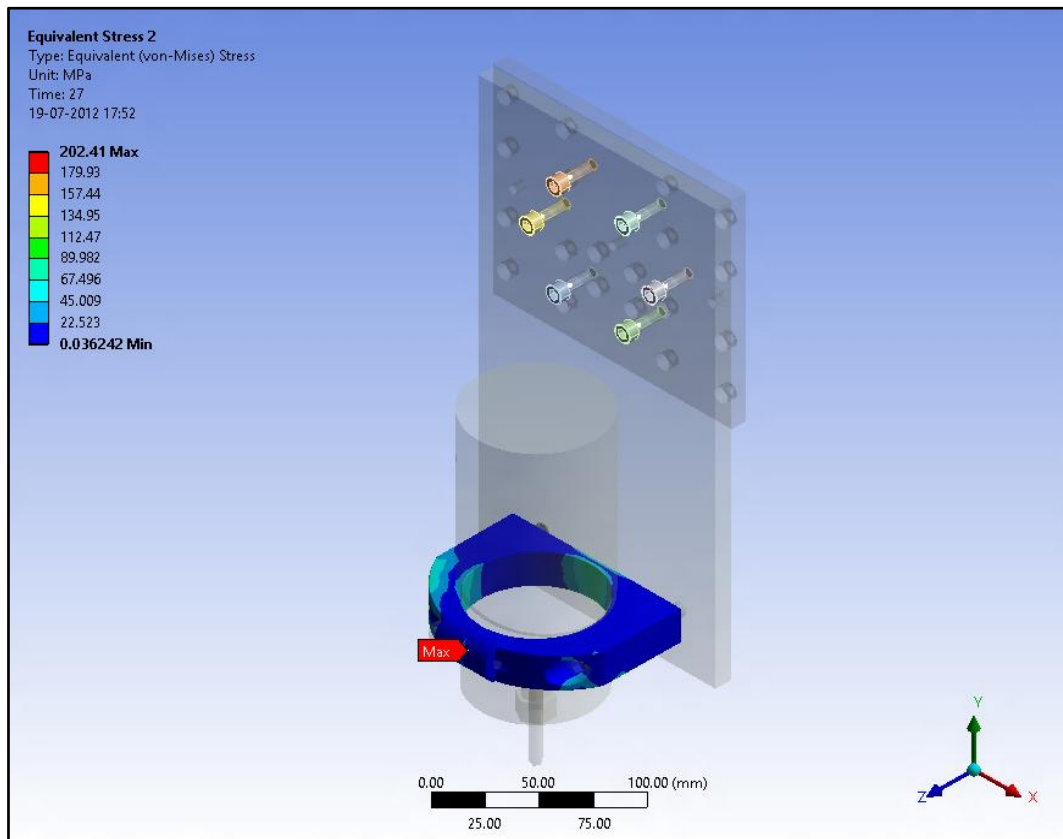 Equivalent Stress 2
Type: Equivalent (von-Mises) Stress
Unit: MPa
Time: 27
19-07-2012 17:52
202.41 Max
179.93
157.44
134.95
112.47
89.982
67.496
45.009
22.523
0.036242 Min
Max
0.00 50.00 100.00 (mm)
25.00 75.00
Y
Z X